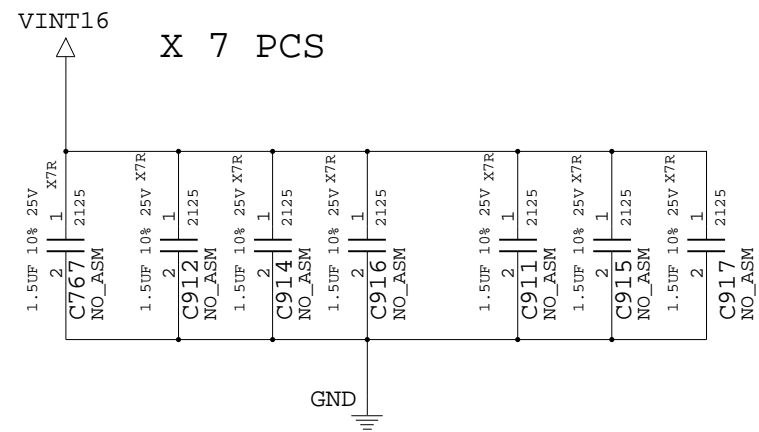 VINT16
X 7 PCS
1.5UF 10% 25V X7R
1 2
2125
C767
NO_ASM
1.5UF 10% 25V X7R
1 2
2125
C912
NO_ASM
1.5UF 10% 25V X7R
1 2
2125
C914
NO_ASM
1.5UF 10% 25V X7R
1 2
2125
C916
NO_ASM
1.5UF 10% 25V X7R
1 2
2125
C911
NO_ASM
1.5UF 10% 25V X7R
1 2
2125
C915
NO_ASM
1.5UF 10% 25V X7R
1 2
2125
C917
NO_ASM
GND